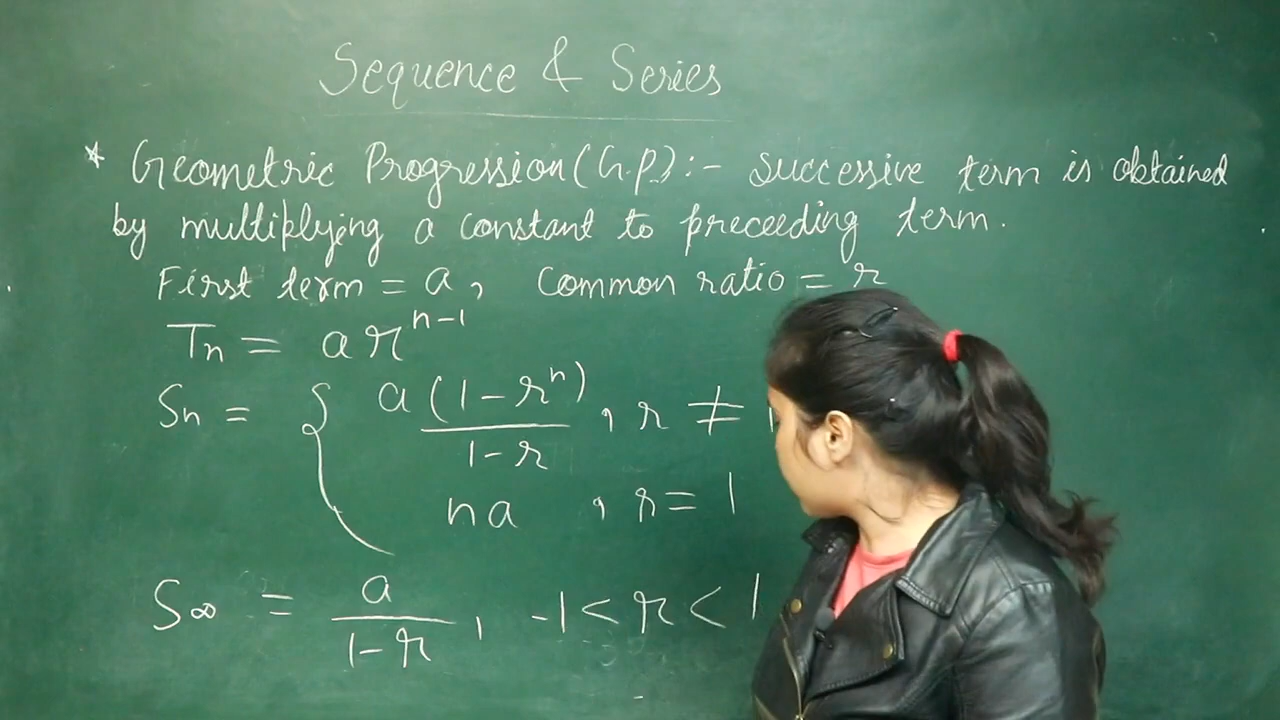 Sequence & Series
* Geometric Progression (G.P.) :- successive term is obtained
by multiplying a constant to preceeding term.
First term = a, Common ratio = r
Tn = ar^(n-1)
Sn = { a(1-r^n) / (1-r) , r ≠ 1
na , r = 1
S∞ = a / (1-r) , -1 < r < 1